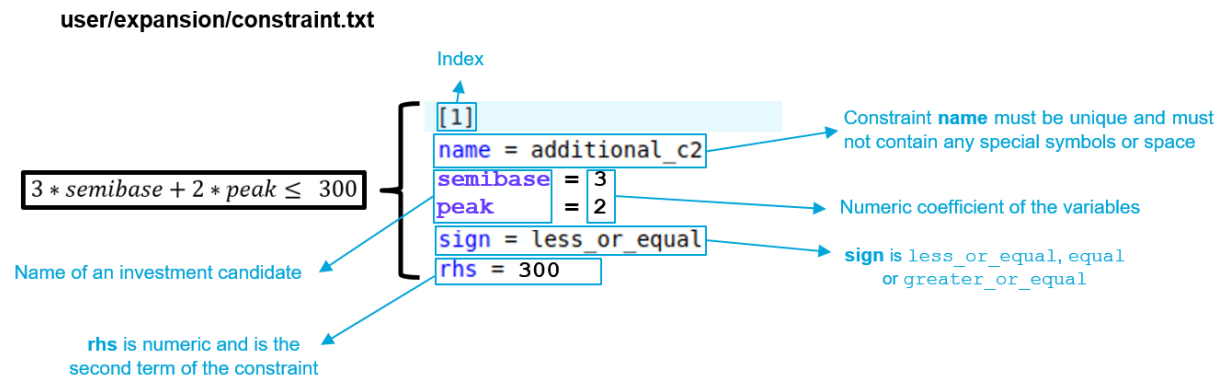 user/expansion/constraint.txt
Index
[1]
name = additional_c2
semibase = 3
peak = 2
sign = less_or_equal
rhs = 300
3 * semibase + 2 * peak ≤ 300
Constraint name must be unique and must
not contain any special symbols or space
Numeric coefficient of the variables
sign is less_or_equal, equal
or greater_or_equal
Name of an investment candidate
rhs is numeric and is the
second term of the constraint